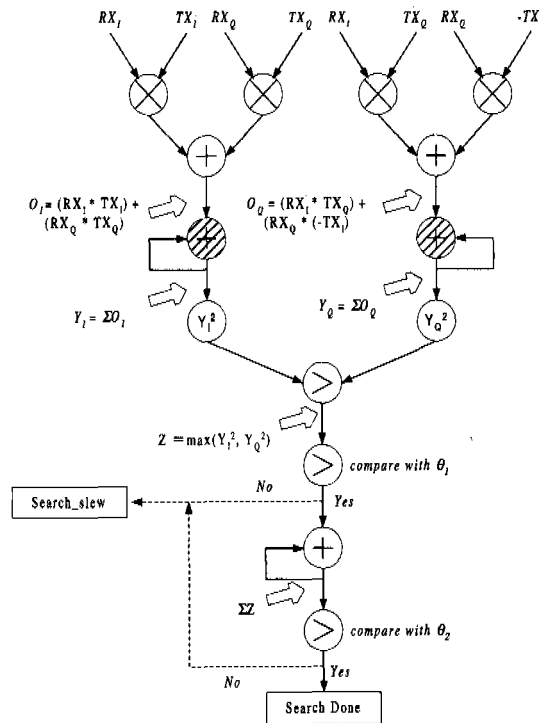 RX_I TX_I RX_Q TX_Q RX_I TX_Q RX_Q -TX
O_I = (RX_I * TX_I) +
(RX_Q * TX_Q)
O_Q = (RX_I * TX_Q) +
RX_Q * (-TX_I)
Y_I = ΣO_I
Y_I^2
Y_Q = ΣO_Q
Y_Q^2
>
Z = max(Y_I^2, Y_Q^2)
> compare with θ_1
No
Yes
Search_slew
+
ΣZ
> compare with θ_2
No
Yes
Search Done